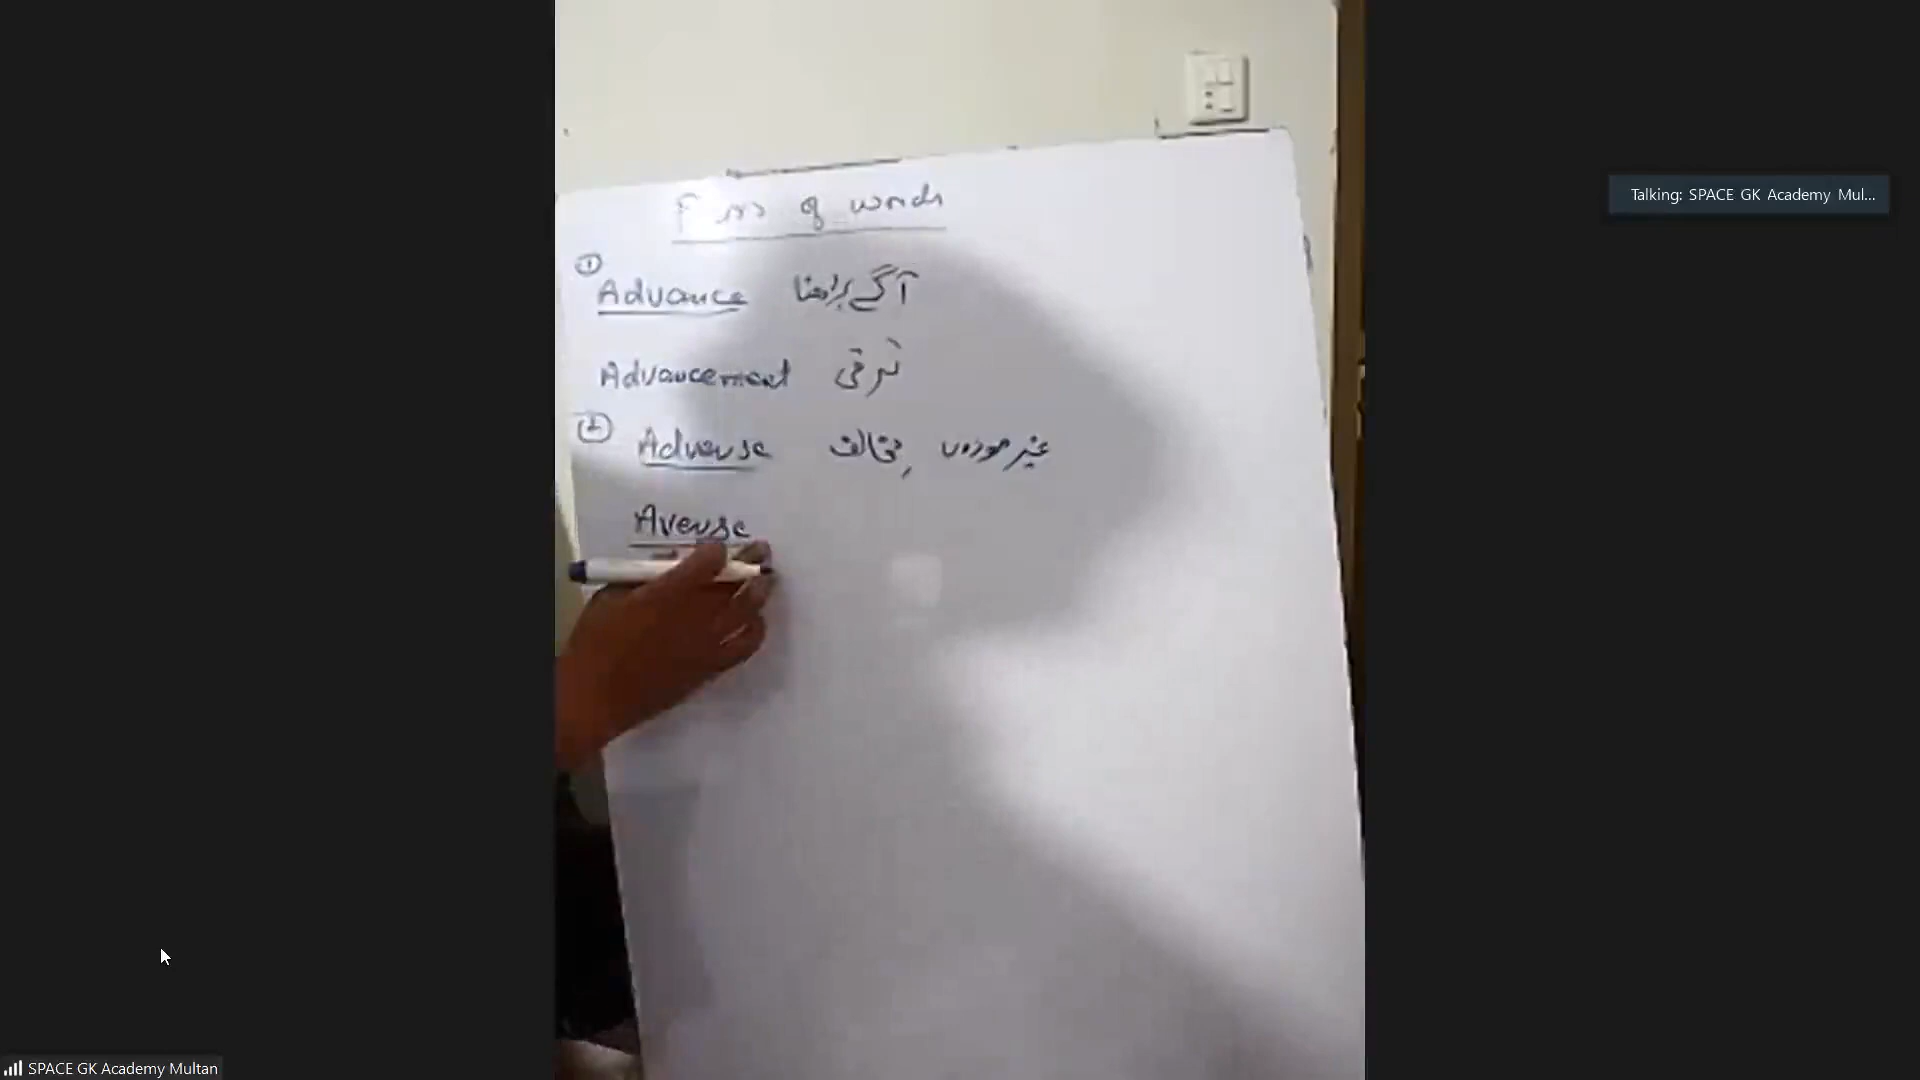 of words
① Advance آگے بڑھنا
Advancement ترقی
② Adverse غیر موزوں , مخالف
Averse
Talking: SPACE GK Academy Mul...
SPACE GK Academy Multan